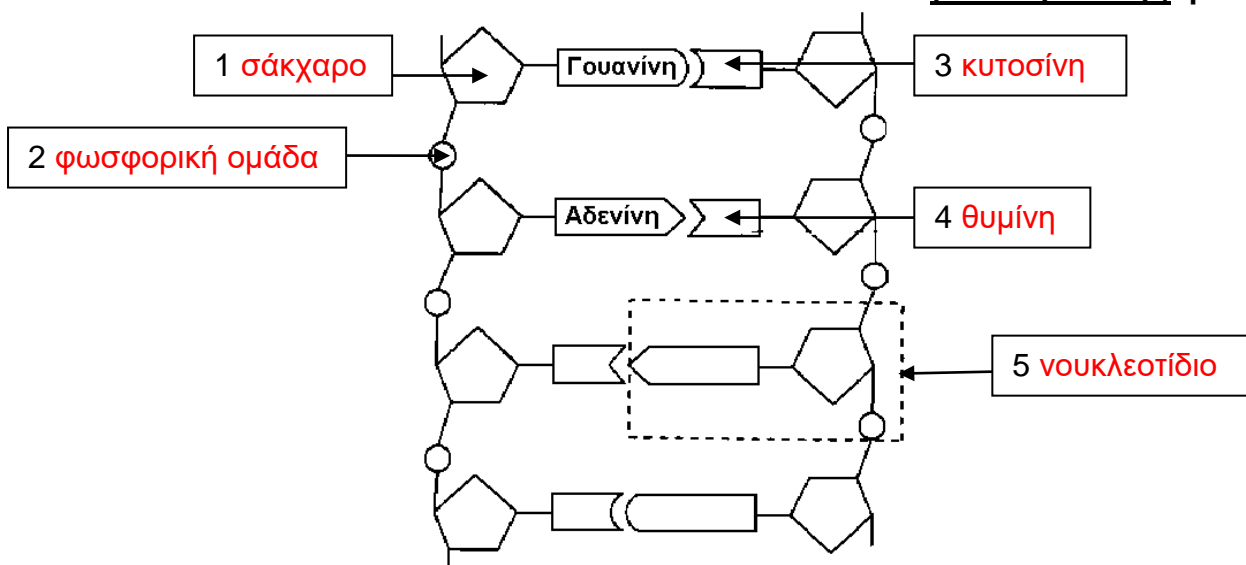 1 σάκχαρο
Γουανίνη
3 κυτοσίνη
2 φωσφορική ομάδα
Αδενίνη
4 θυμίνη
5 νουκλεοτίδιο